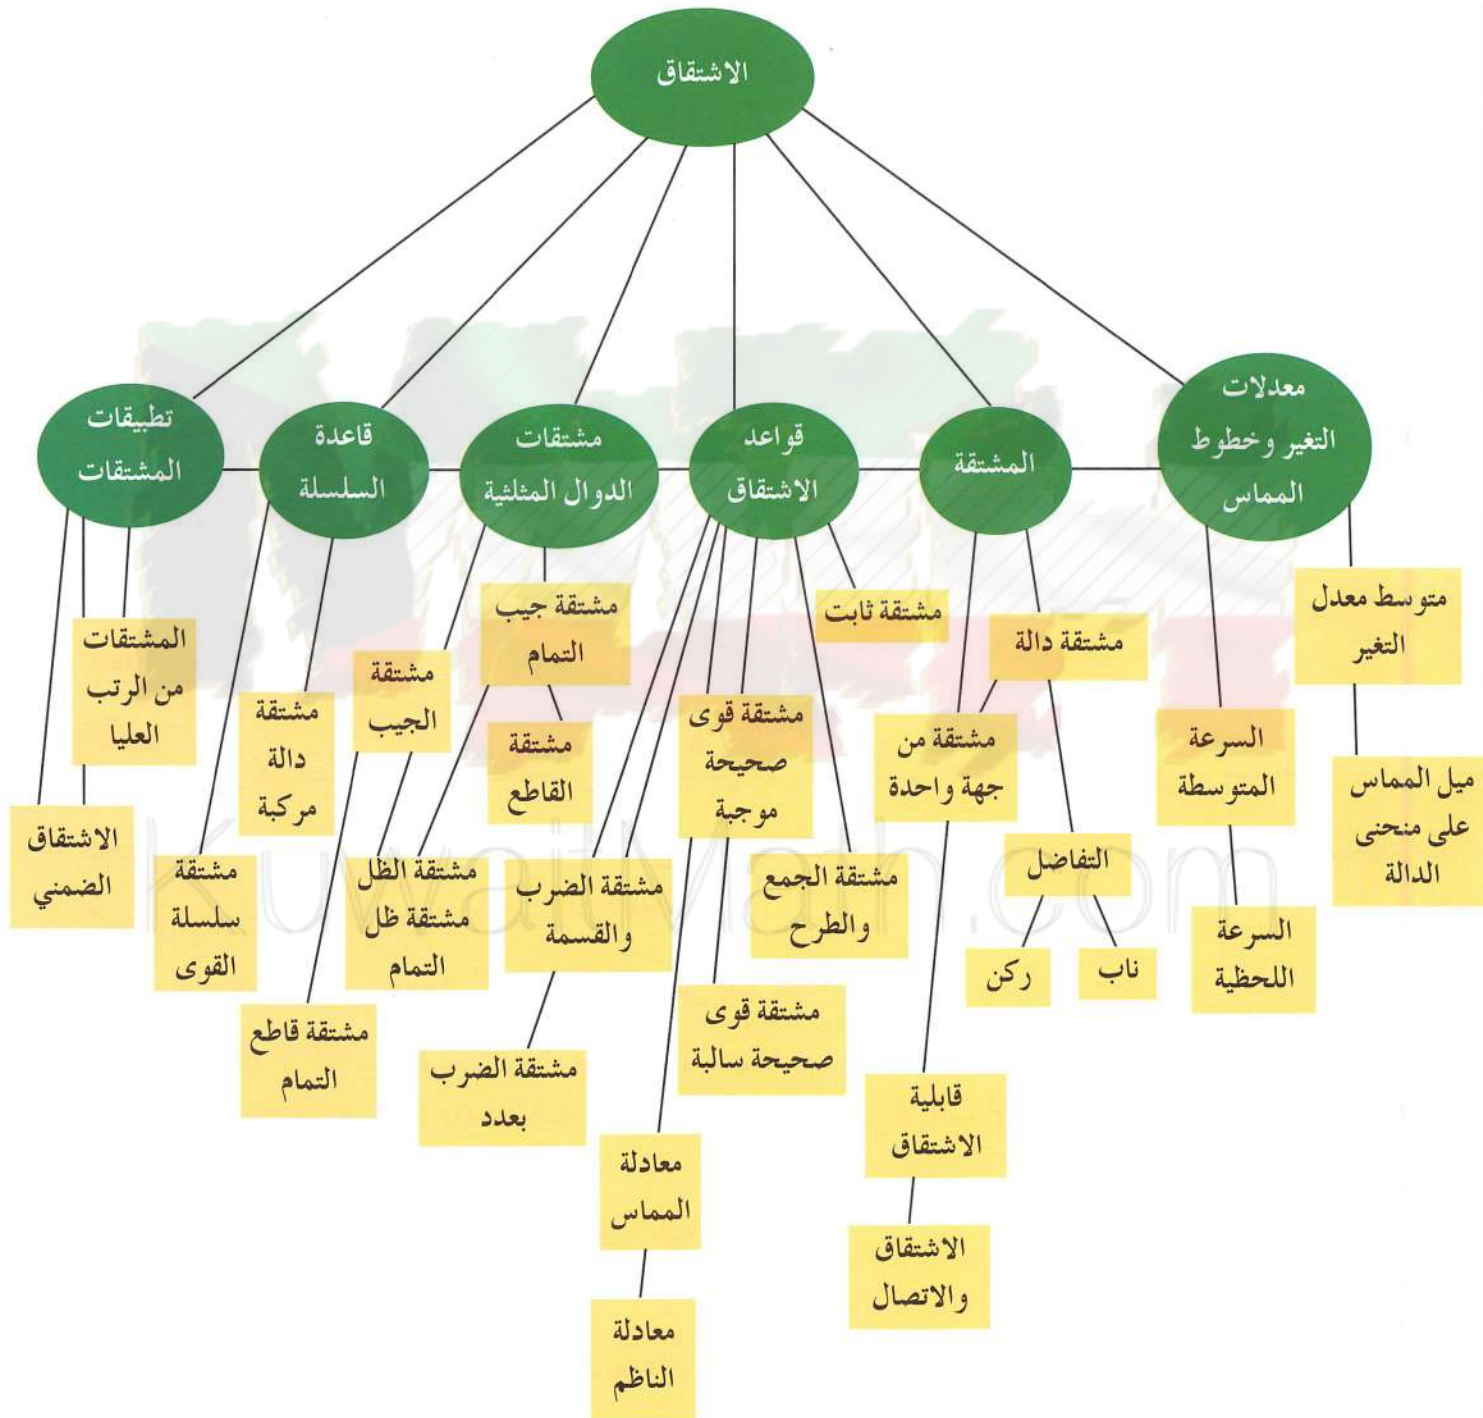 الاشتقاق
معدلات
التغير وخطوط
المماس
المشتقة
قواعد
الاشتقاق
مشتقات
الدوال المثلثية
قاعدة
السلسلة
تطبيقات
المشتقات
متوسط معدل
التغير
ميل المماس
على منحنى
الدالة
السرعة
المتوسطة
السرعة
اللحظية
مشتقة دالة
مشتقة من
جهة واحدة
التفاضل
ناب
ركن
قابلية
الاشتقاق
الاشتقاق
والاتصال
مشتقة ثابت
مشتقة قوى
صحيحة
موجبة
مشتقة الجمع
والطرح
مشتقة قوى
صحيحة سالبة
مشتقة الضرب
والقسمة
مشتقة الضرب
بعدد
معادلة
المماس
معادلة
الناظم
مشتقة جيب
التمام
مشتقة
الجيب
مشتقة
القاطع
مشتقة الظل
مشتقة ظل
التمام
مشتقة قاطع
التمام
مشتقة
دالة
مركبة
مشتقة
سلسلة
القوى
المشتقات
من الرتب
العليا
الاشتقاق
الضمني
KuwaitMath.com